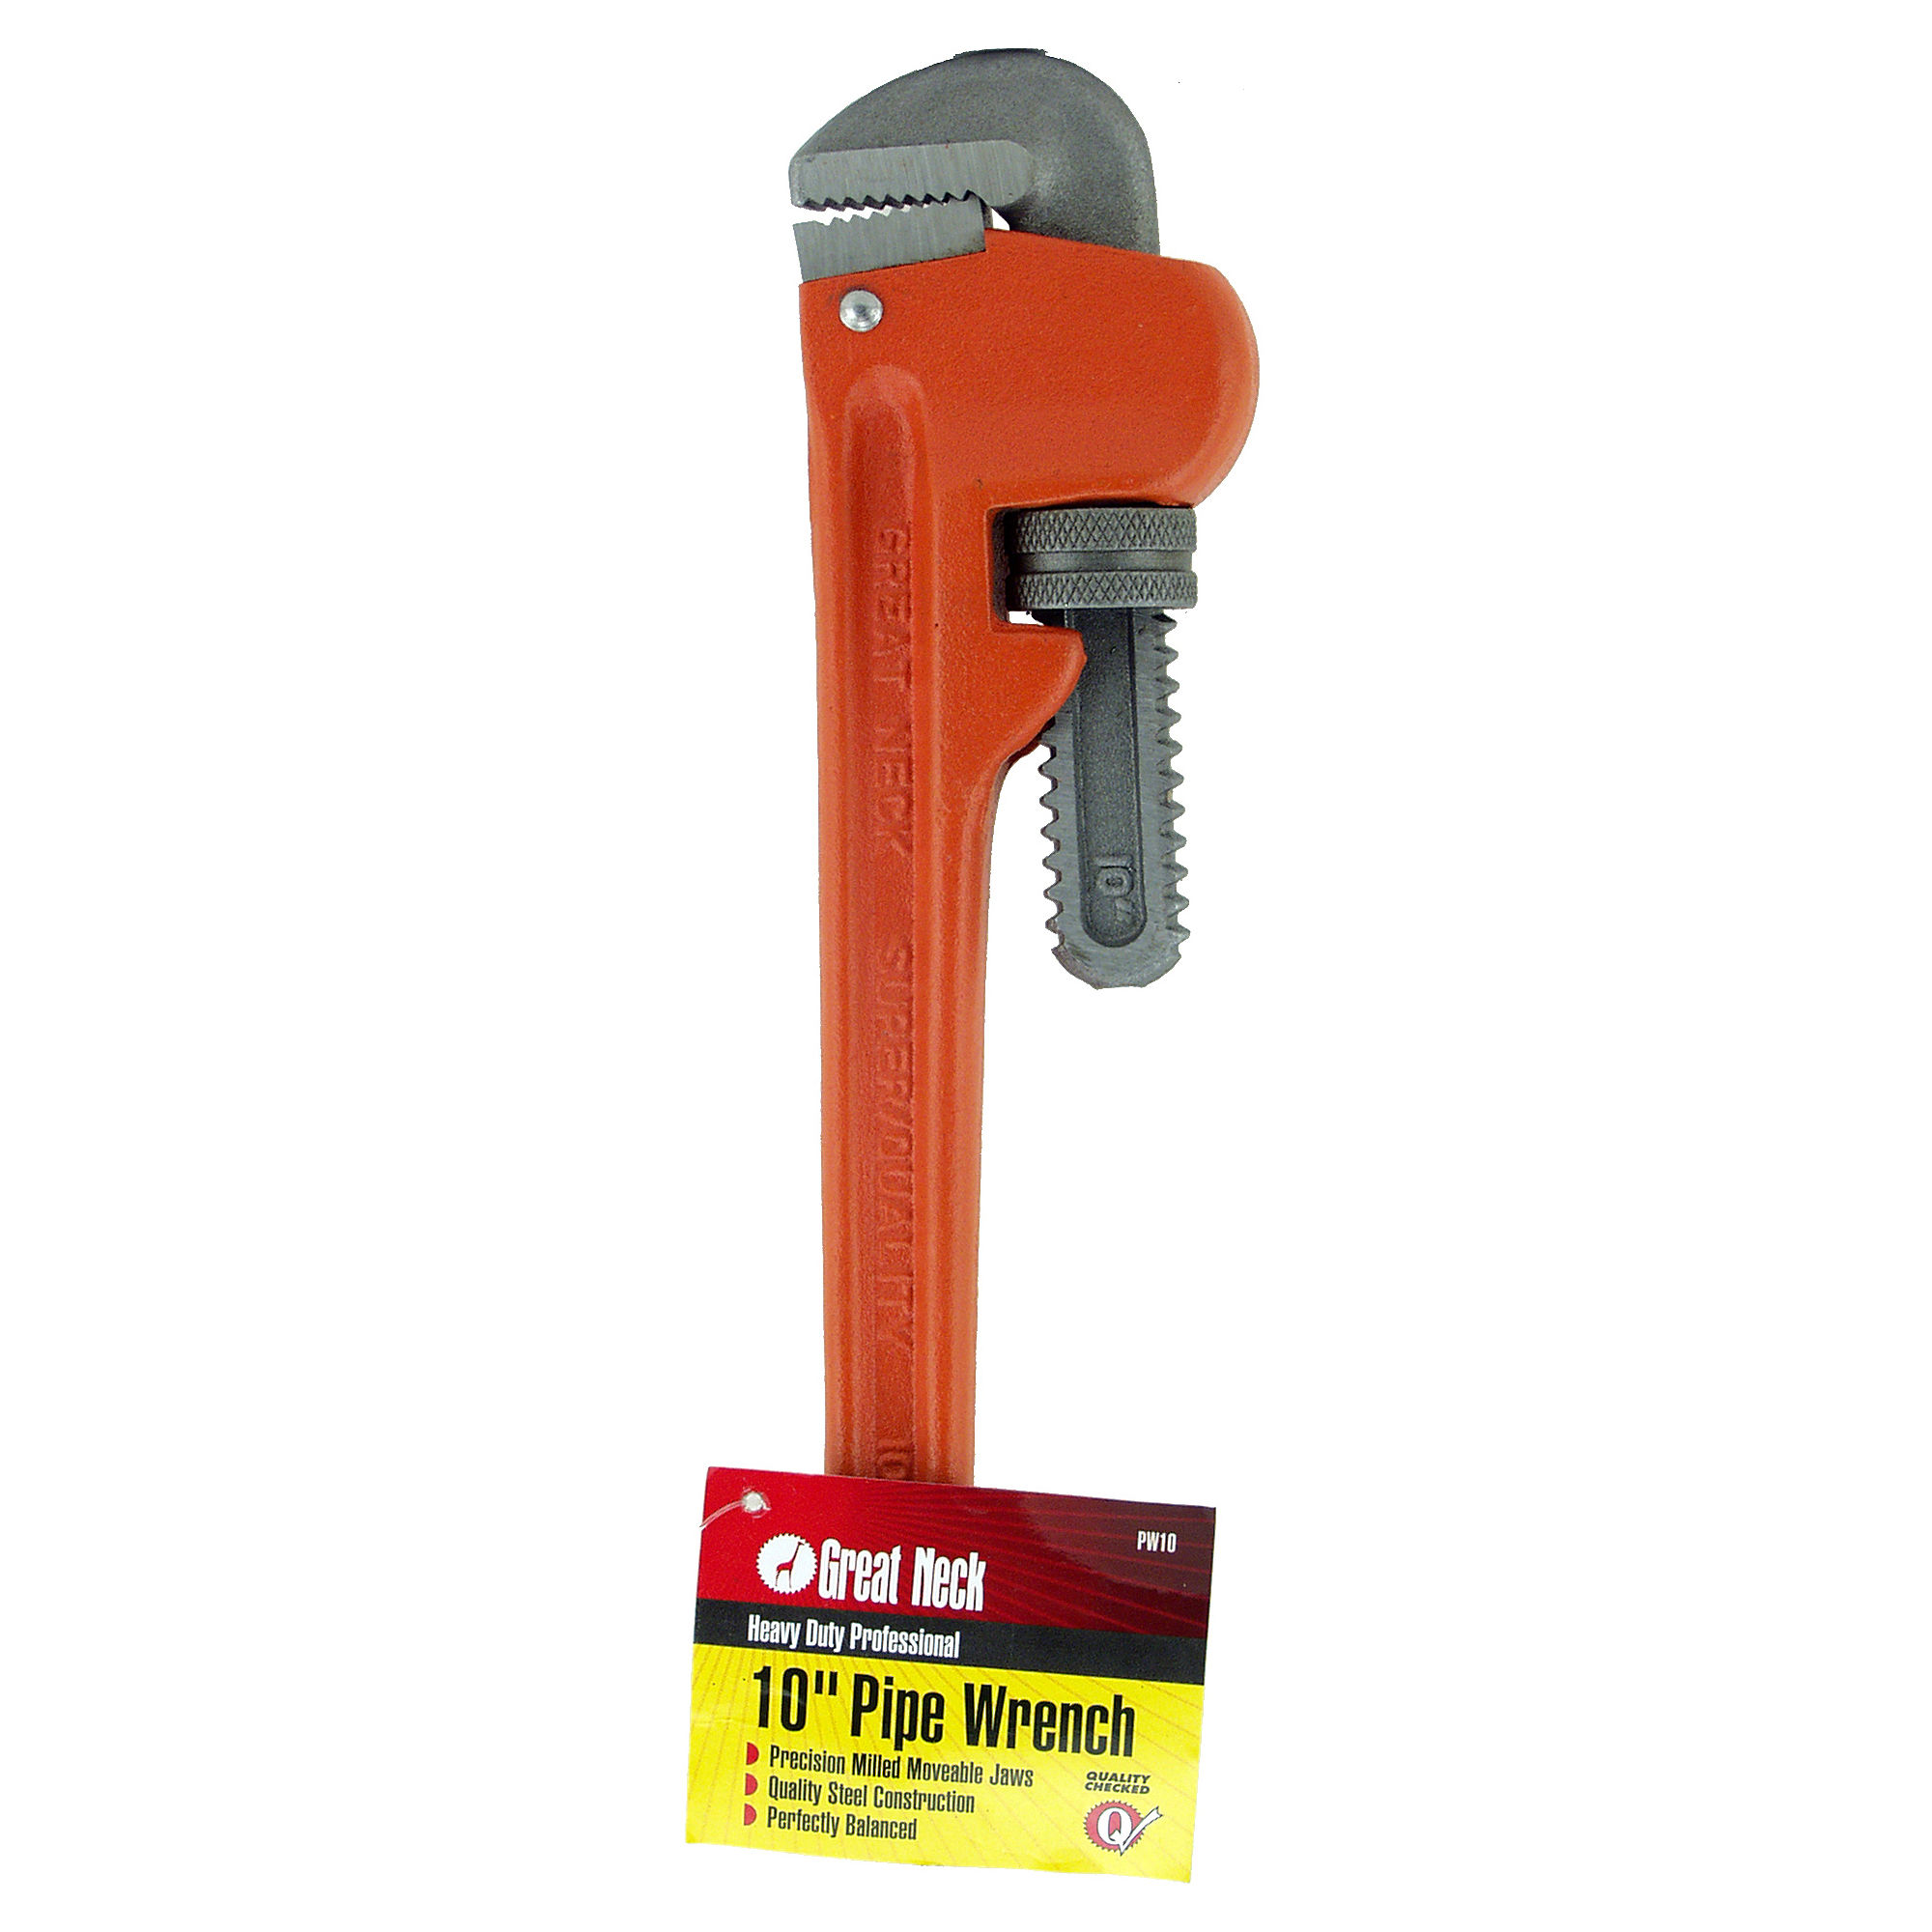 GREAT NECK SUPER/QUALITY 10
10"
PW10
Great Neck
Heavy Duty Professional
10" Pipe Wrench
Precision Milled Moveable Jaws
Quality Steel Construction
Perfectly Balanced
QUALITY
CHECKED
Q